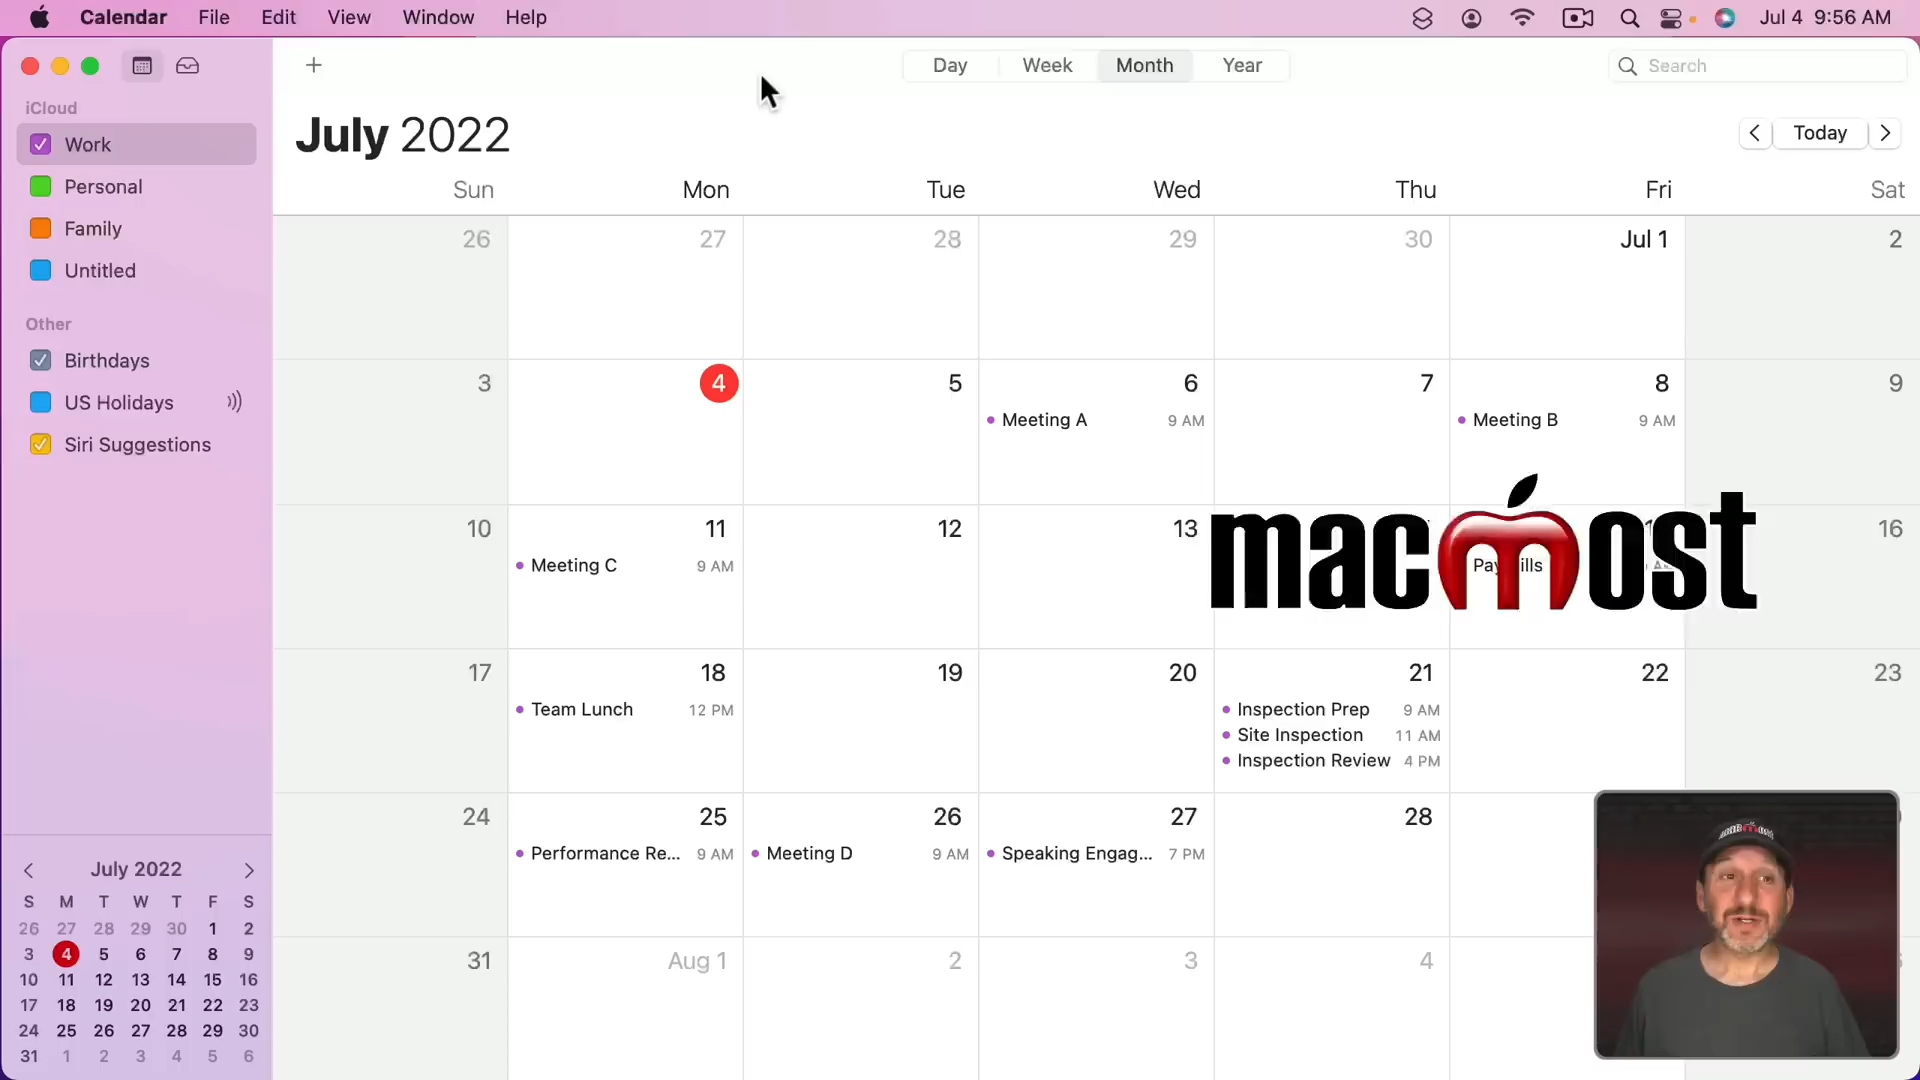 Calendar File Edit View Window Help Jul 4 9:56 AM
Day Week Month Year Search
iCloud
Work
Personal
Family
Untitled
Other
Birthdays
US Holidays
Siri Suggestions
July 2022
S M T W T F S
26 27 28 29 30 1 2
3 4 5 6 7 8 9
10 11 12 13 14 15 16
17 18 19 20 21 22 23
24 25 26 27 28 29 30
31 1 2 3 4 5 6
July 2022 Today
Sun Mon Tue Wed Thu Fri Sat
26 27 28 29 30 Jul 1 2
3 4 5 6 7 8 9
Meeting A 9 AM Meeting B 9 AM
10 11 12 13 16
Meeting C 9 AM
macmost
17 18 19 20 21 22 23
Team Lunch 12 PM Inspection Prep 9 AM
Site Inspection 11 AM
Inspection Review 4 PM
24 25 26 27 28
Performance Re... 9 AM Meeting D 9 AM Speaking Engag... 7 PM
31 Aug 1 2 3 4
macmost